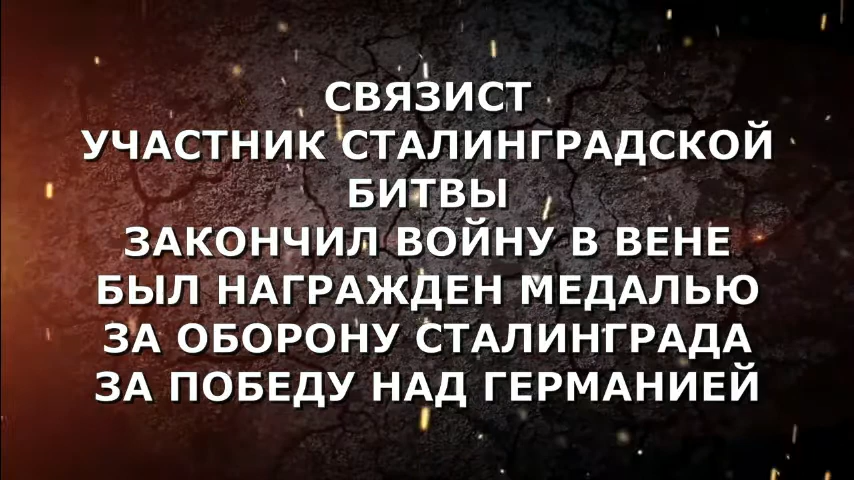 СВЯЗИСТ
УЧАСТНИК СТАЛИНГРАДСКОЙ
БИТВЫ
ЗАКОНЧИЛ ВОЙНУ В ВЕНЕ
БЫЛ НАГРАЖДЕН МЕДАЛЬЮ
ЗА ОБОРОНУ СТАЛИНГРАДА
ЗА ПОБЕДУ НАД ГЕРМАНИЕЙ